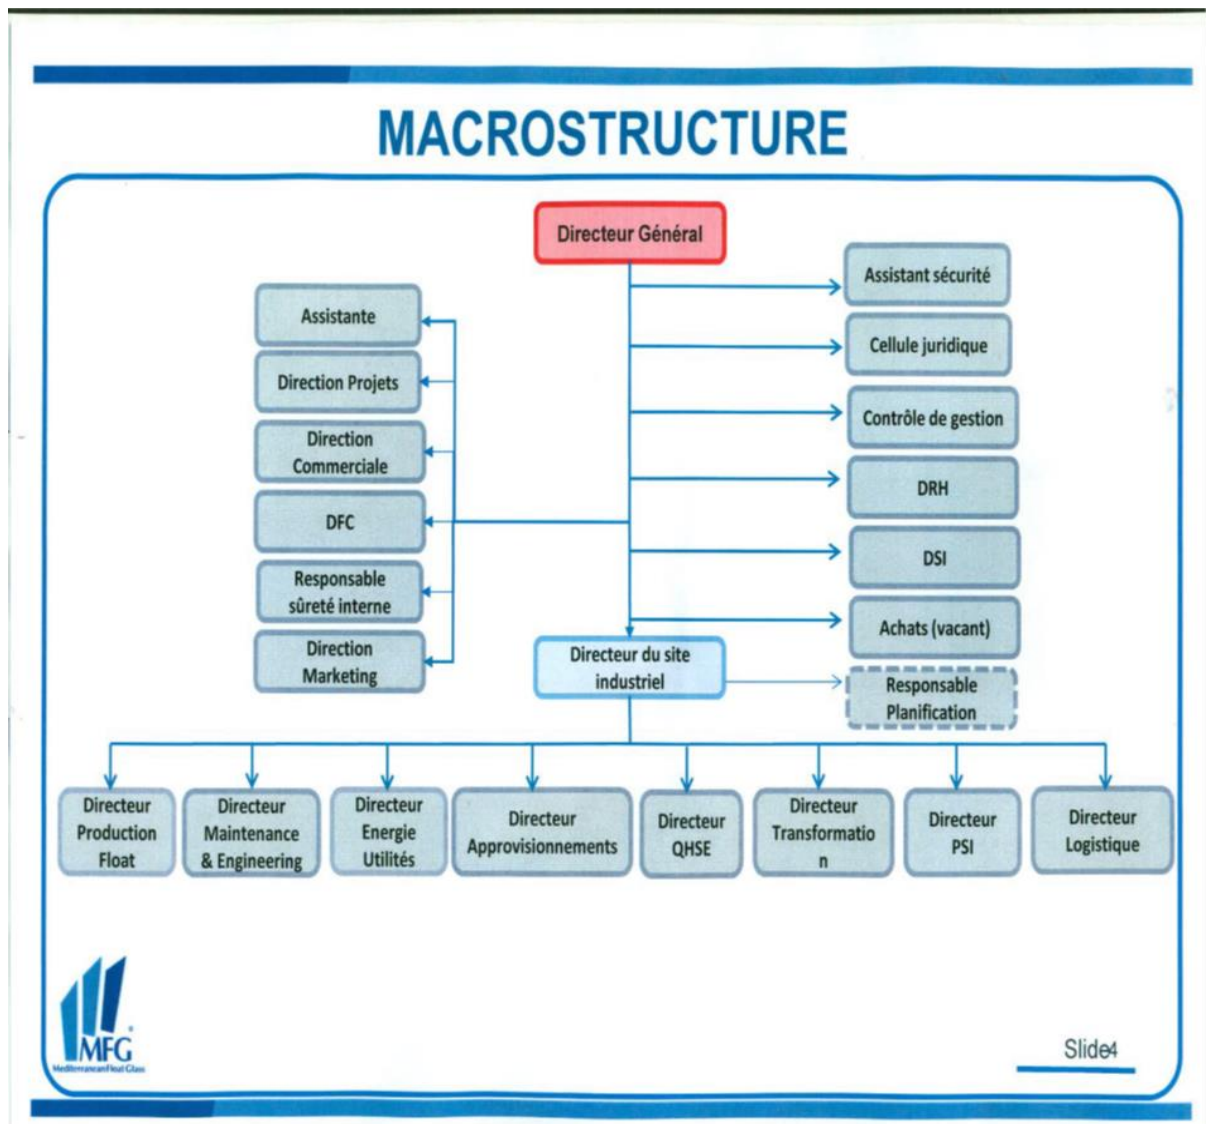 MACROSTRUCTURE
Directeur Général
Assistante
Direction Projets
Direction
Commerciale
DFC
Responsable
sûreté interne
Direction
Marketing
Assistant sécurité
Cellule juridique
Contrôle de gestion
DRH
DSI
Achats (vacant)
Directeur du site
industriel
Responsable
Planification
Directeur
Production
Float
Directeur
Maintenance
& Engineering
Directeur
Energie
Utilités
Directeur
Approvisionnements
Directeur
QHSE
Directeur
Transformatio
n
Directeur
PSI
Directeur
Logistique
MFG
MediterraneanFloat Glass
Slide4